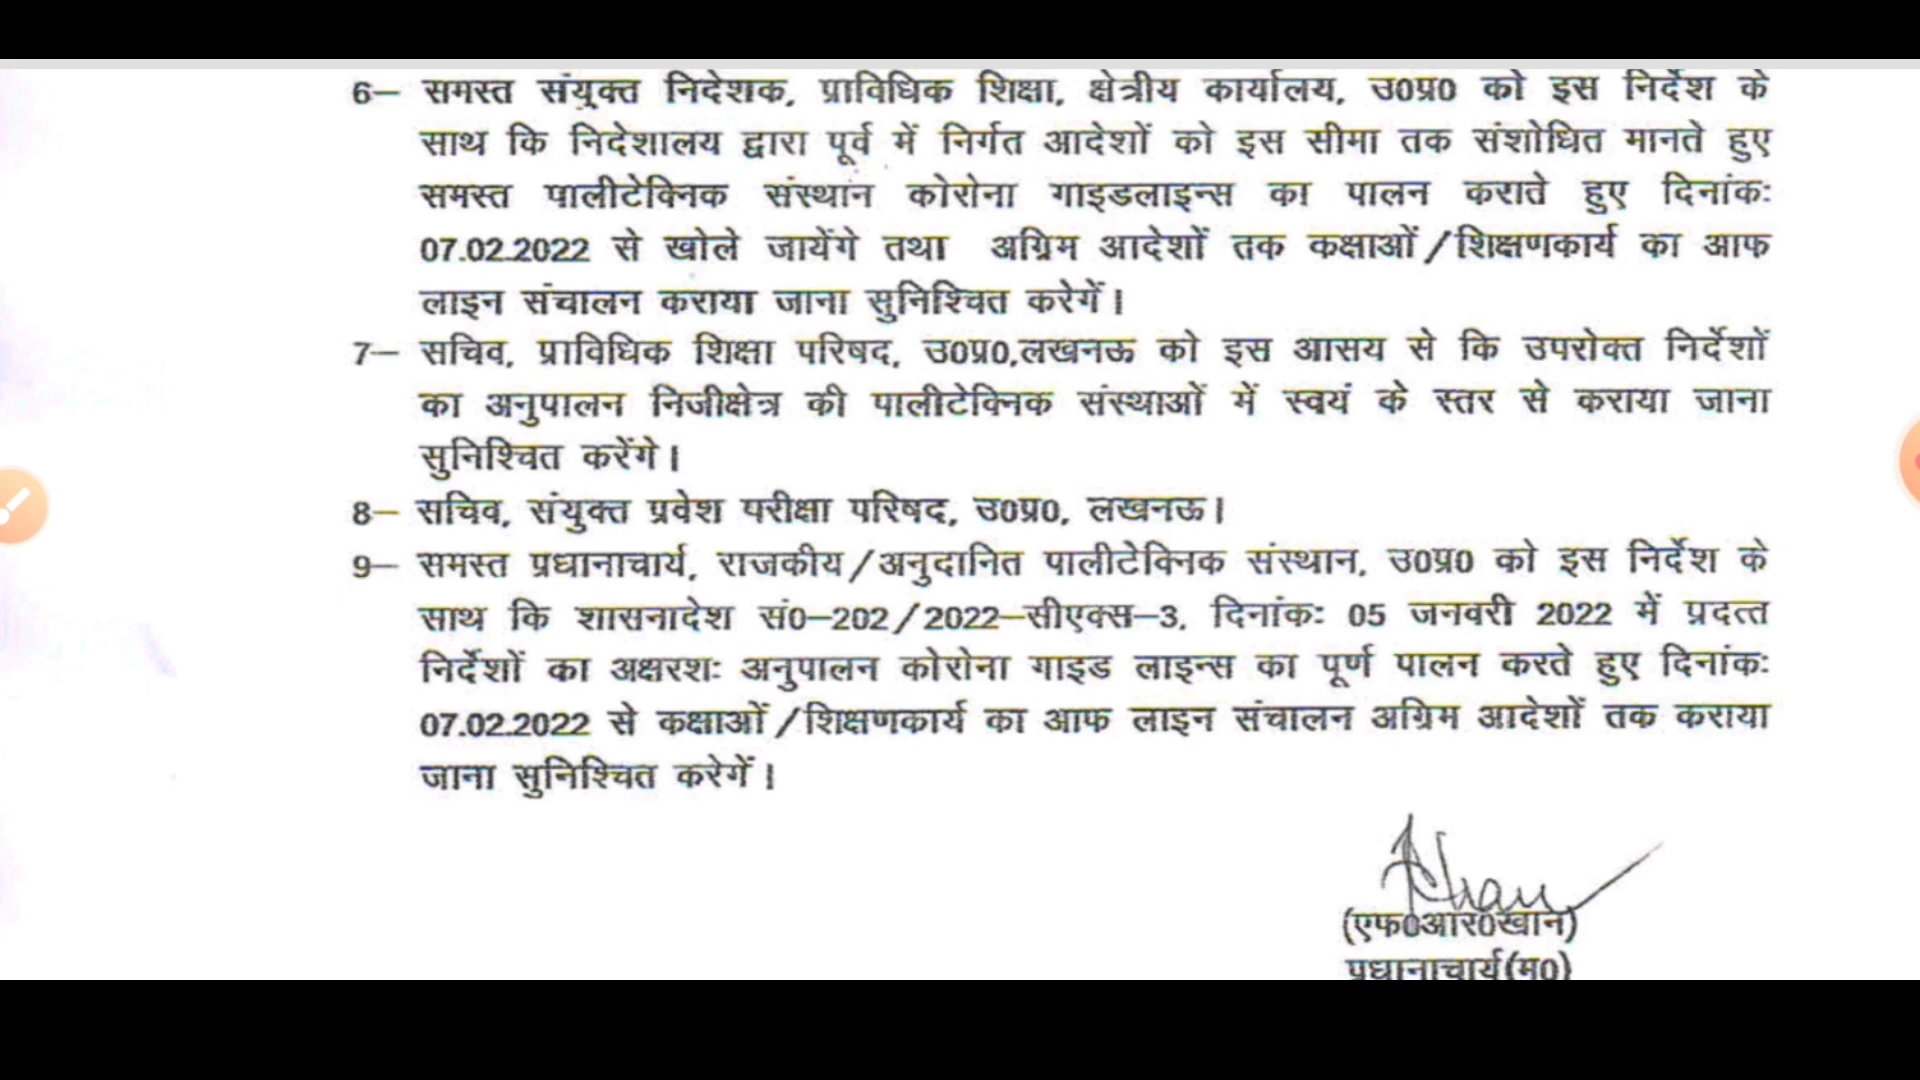 6– समस्त संयुक्त निदेशक, प्राविधिक शिक्षा, क्षेत्रीय कार्यालय, उ0प्र0 को इस निर्देश के
साथ कि निदेशालय द्वारा पूर्व में निर्गत आदेशों को इस सीमा तक संशोधित मानते हुए
समस्त पालीटेक्निक संस्थान कोरोना गाइडलाइन्स का पालन कराते हुए दिनांकः
07.02.2022 से खोले जायेंगे तथा अग्रिम आदेशों तक कक्षाओं/शिक्षणकार्य का आफ
लाइन संचालन कराया जाना सुनिश्चित करेगें।
7– सचिव, प्राविधिक शिक्षा परिषद, उ0प्र0,लखनऊ को इस आसय से कि उपरोक्त निर्देशों
का अनुपालन निजीक्षेत्र की पालीटेक्निक संस्थाओं में स्वयं के स्तर से कराया जाना
सुनिश्चित करेंगे।
8– सचिव, संयुक्त प्रवेश परीक्षा परिषद, उ0प्र0, लखनऊ।
9– समस्त प्रधानाचार्य, राजकीय/अनुदानित पालीटेक्निक संस्थान, उ0प्र0 को इस निर्देश के
साथ कि शासनादेश सं0–202/2022–सीएक्स–3, दिनांकः 05 जनवरी 2022 में प्रदत्त
निर्देशों का अक्षरशः अनुपालन कोरोना गाइड लाइन्स का पूर्ण पालन करते हुए दिनांकः
07.02.2022 से कक्षाओं/शिक्षणकार्य का आफ लाइन संचालन अग्रिम आदेशों तक कराया
जाना सुनिश्चित करेगें।
Khan
(एफ0आर0खान)
प्रधानाचार्य(म0)